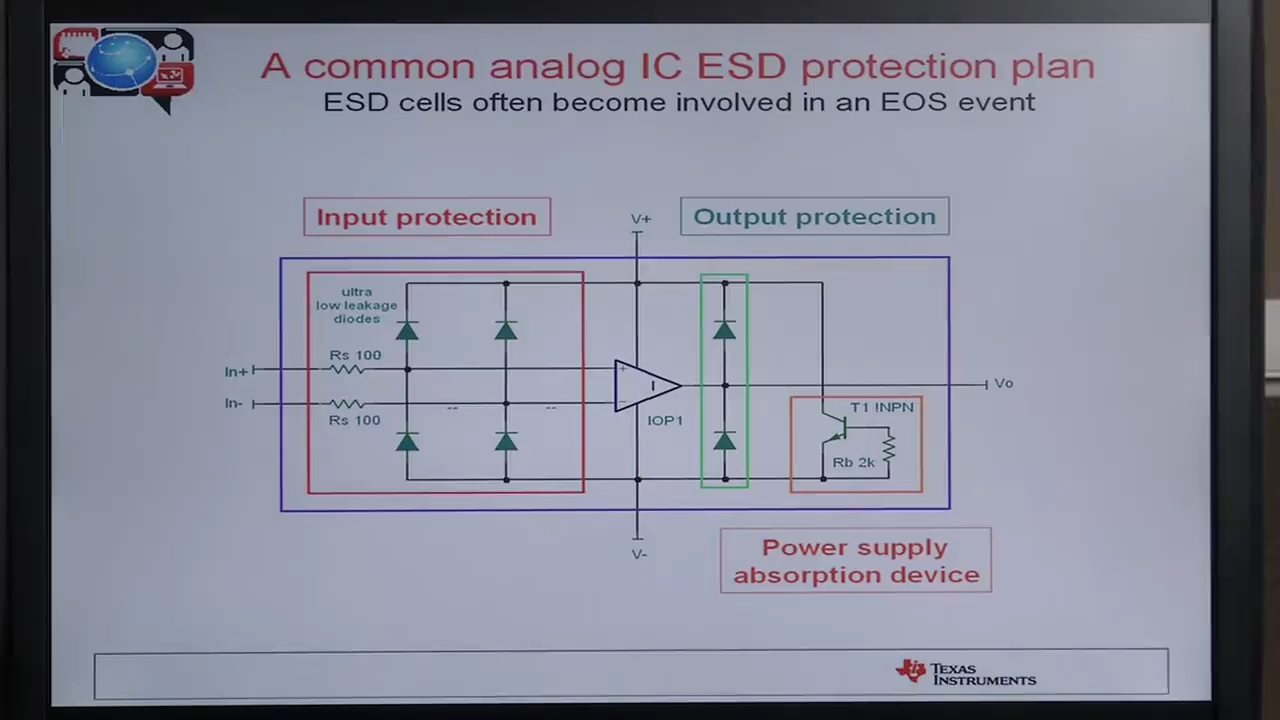 A common analog IC ESD protection plan
ESD cells often become involved in an EOS event
Input protection
V+
Output protection
ultra
low leakage
diodes
Rs 100
In+
In-
Rs 100
+
-
IOP1
Vo
T1 !NPN
Rb 2k
V-
Power supply
absorption device
TEXAS
INSTRUMENTS